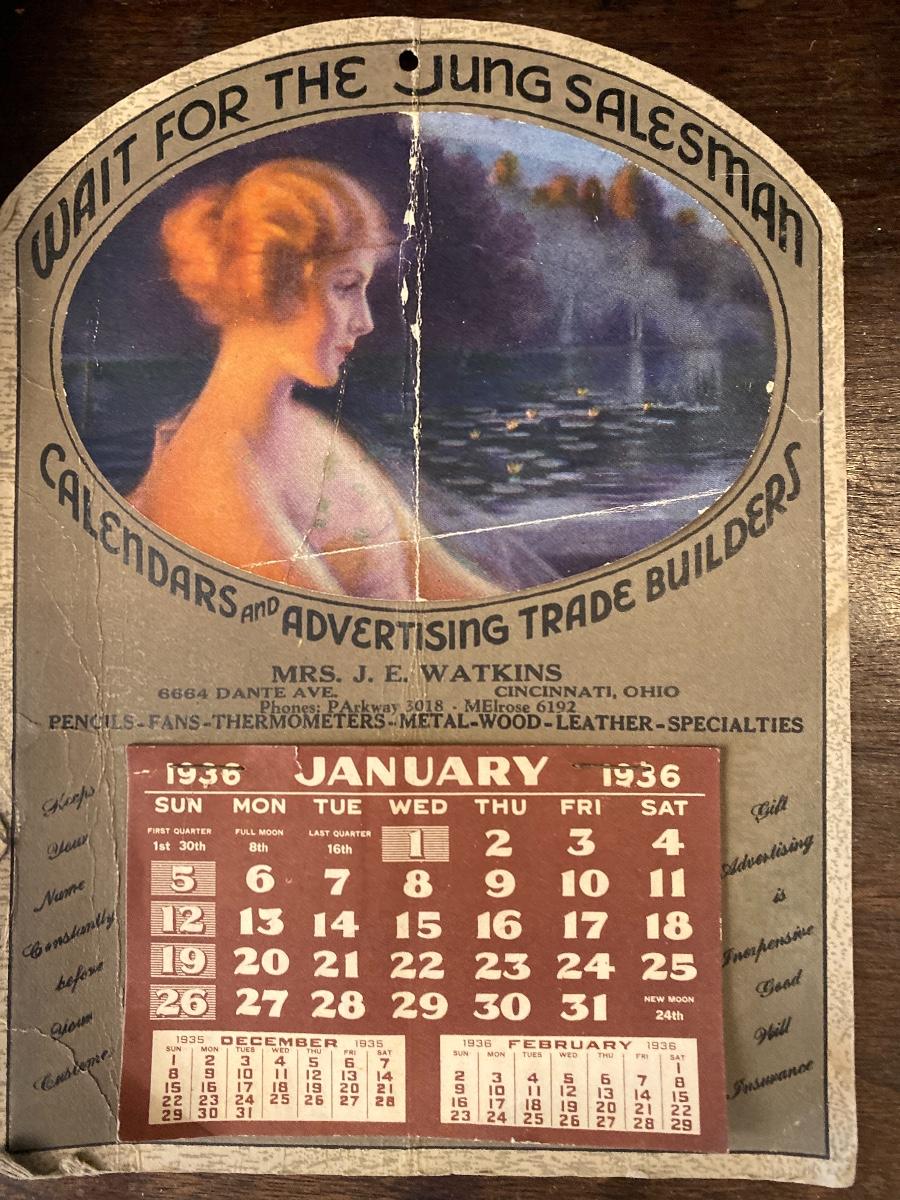 WAIT FOR THE Jung SALESMAN
CALENDARS AND ADVERTISING TRADE BUILDERS
MRS. J. E. WATKINS
6664 DANTE AVE. CINCINNATI, OHIO
Phones: PArkway 3018 - MElrose 6192
PENCILS-FANS-THERMOMETERS-METAL-WOOD-LEATHER-SPECIALTIES
Keeps
Your
Name
Constantly
before
Your
Custome
1936 JANUARY 1936
SUN MON TUE WED THU FRI SAT
FIRST QUARTER 1st 30th FULL MOON 8th LAST QUARTER 16th 1 2 3 4
5 6 7 8 9 10 11
12 13 14 15 16 17 18
19 20 21 22 23 24 25
26 27 28 29 30 31 NEW MOON 24th
1935 DECEMBER 1935
SUN MON TUES WED THU FRI SAT
1 2 3 4 5 6 7
8 9 10 11 12 13 14
15 16 17 18 19 20 21
22 23 24 25 26 27 28
29 30 31
1936 FEBRUARY 1936
SUN MON TUES WED THU FRI SAT
1
2 3 4 5 6 7 8
9 10 11 12 13 14 15
16 17 18 19 20 21 22
23 24 25 26 27 28 29
Gift
Advertising
is
Inexpensive
Good
Will
Insurance